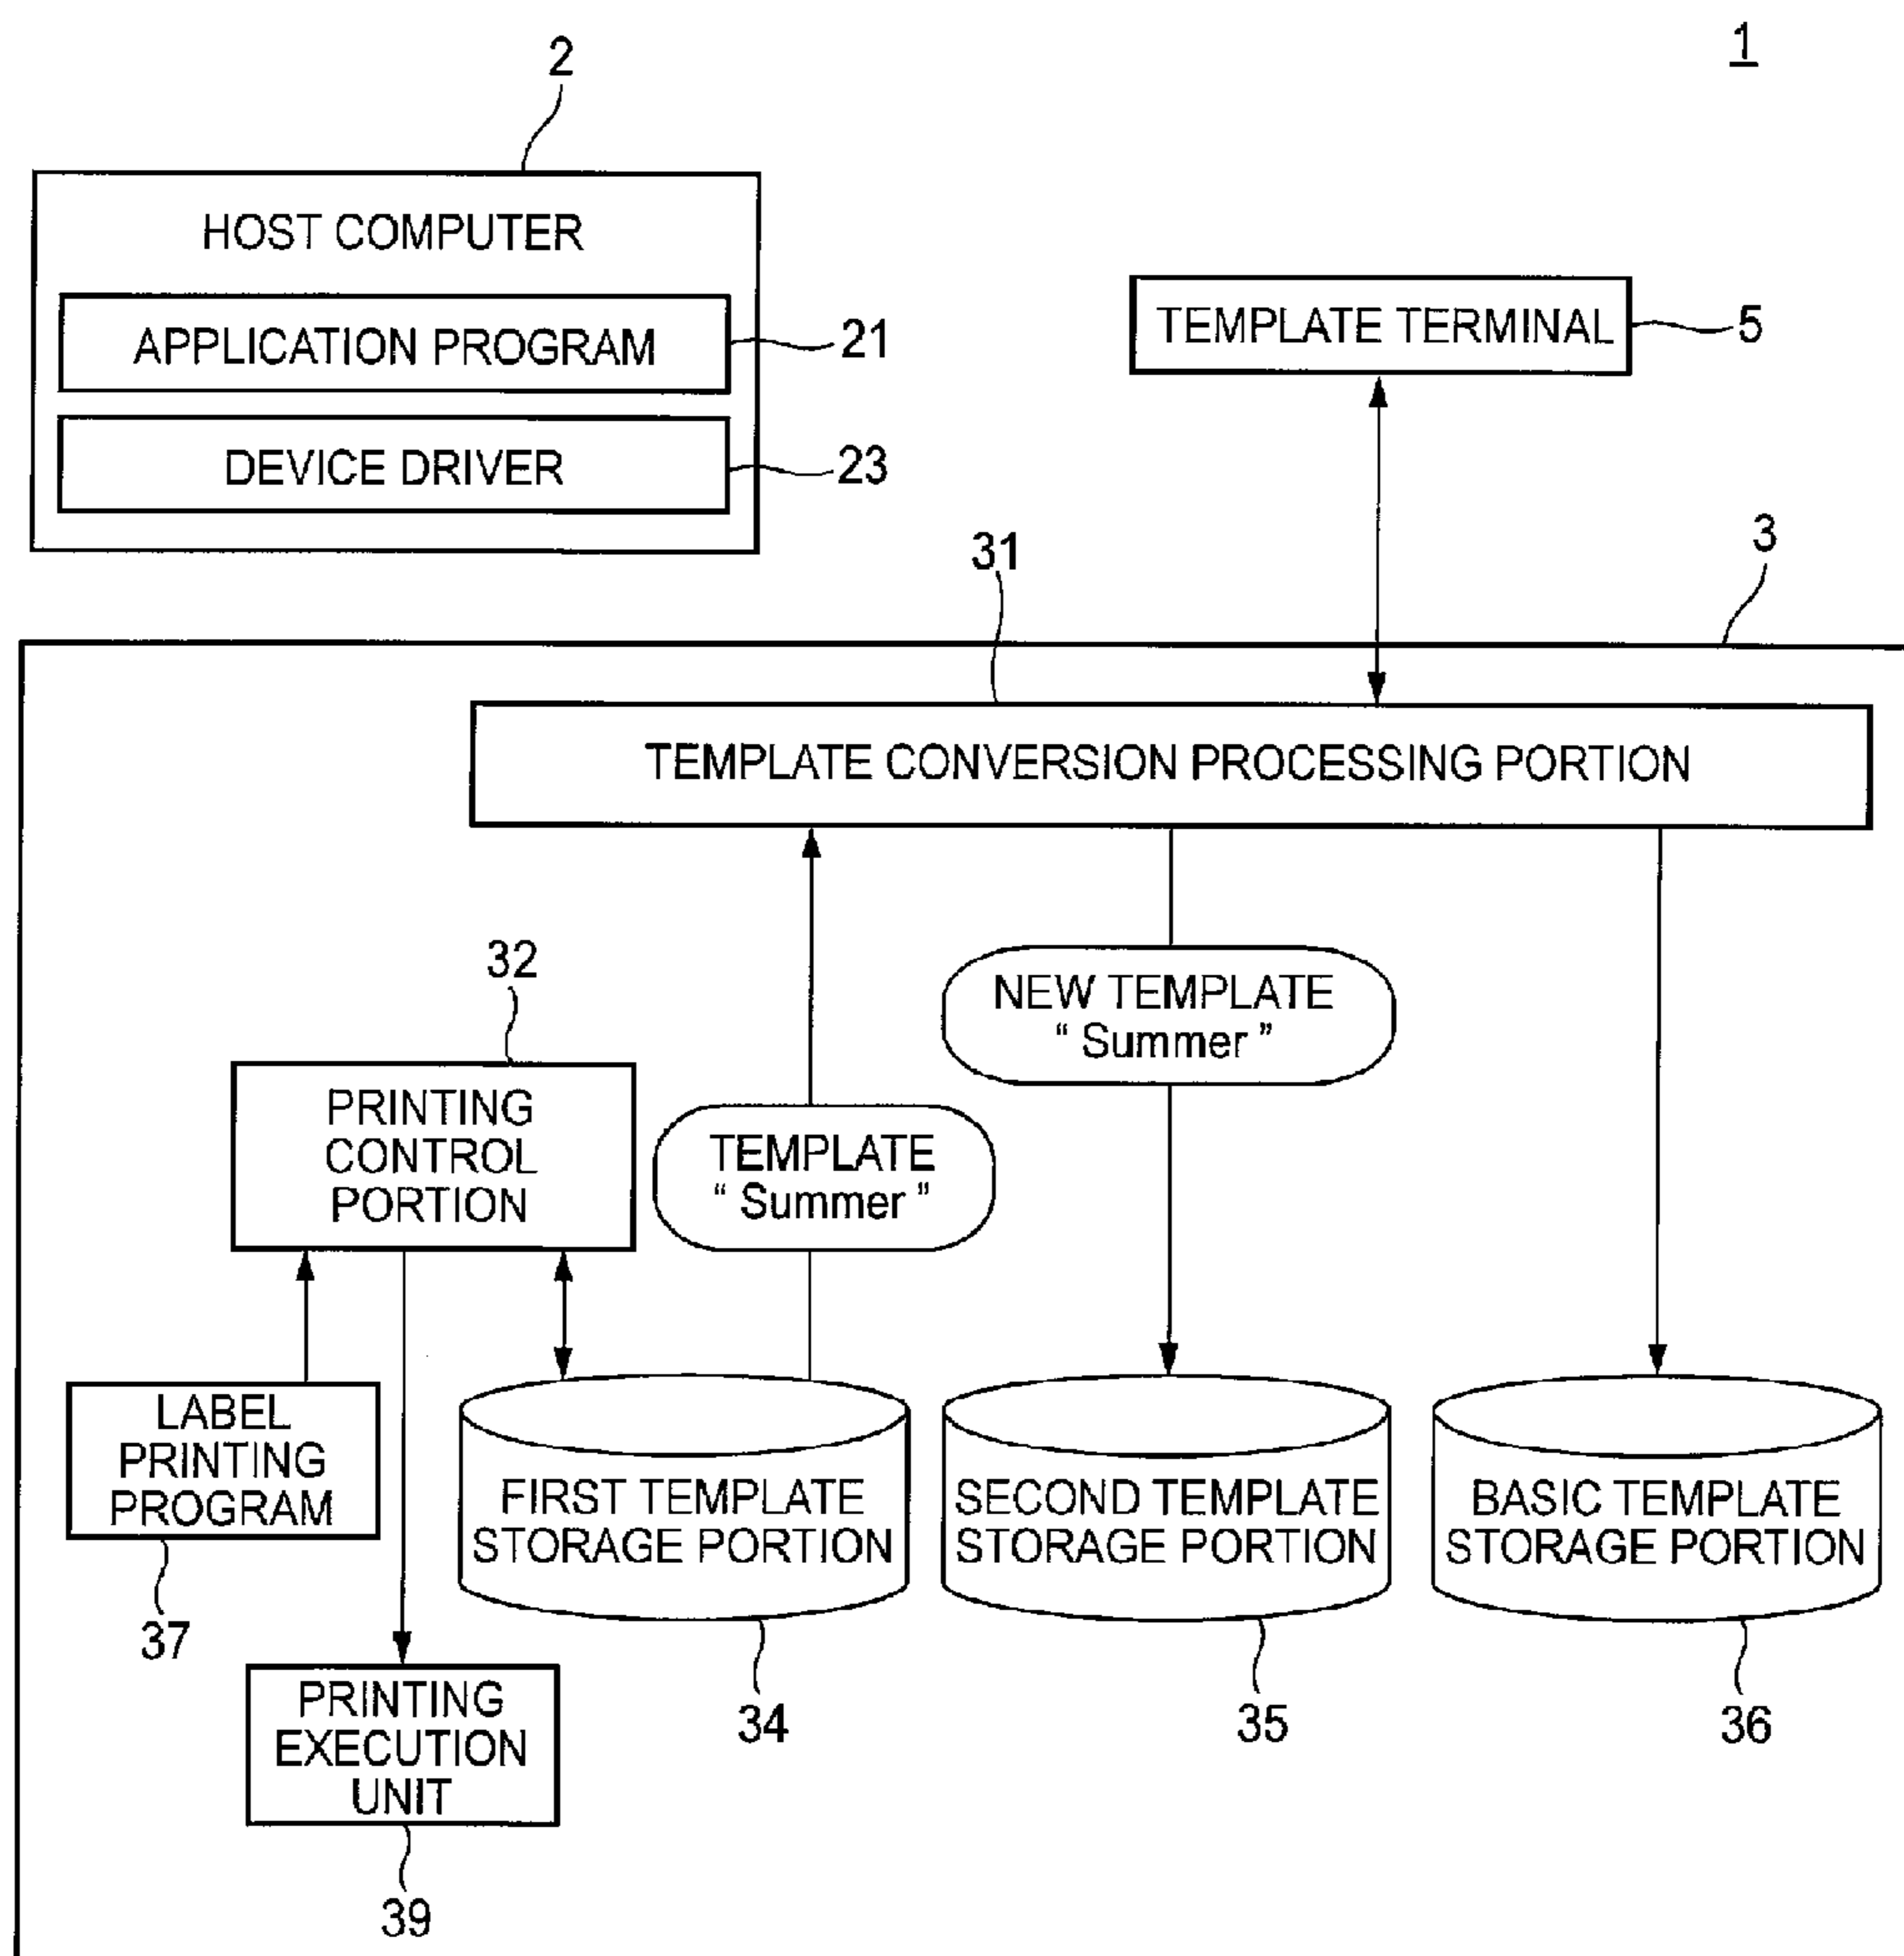 1
2
HOST COMPUTER
APPLICATION PROGRAM
21
DEVICE DRIVER
23
TEMPLATE TERMINAL
5
3
31
TEMPLATE CONVERSION PROCESSING PORTION
32
PRINTING
CONTROL
PORTION
TEMPLATE
“ Summer ”
NEW TEMPLATE
“ Summer ”
LABEL
PRINTING
PROGRAM
37
PRINTING
EXECUTION
UNIT
39
FIRST TEMPLATE
STORAGE PORTION
34
SECOND TEMPLATE
STORAGE PORTION
35
BASIC TEMPLATE
STORAGE PORTION
36